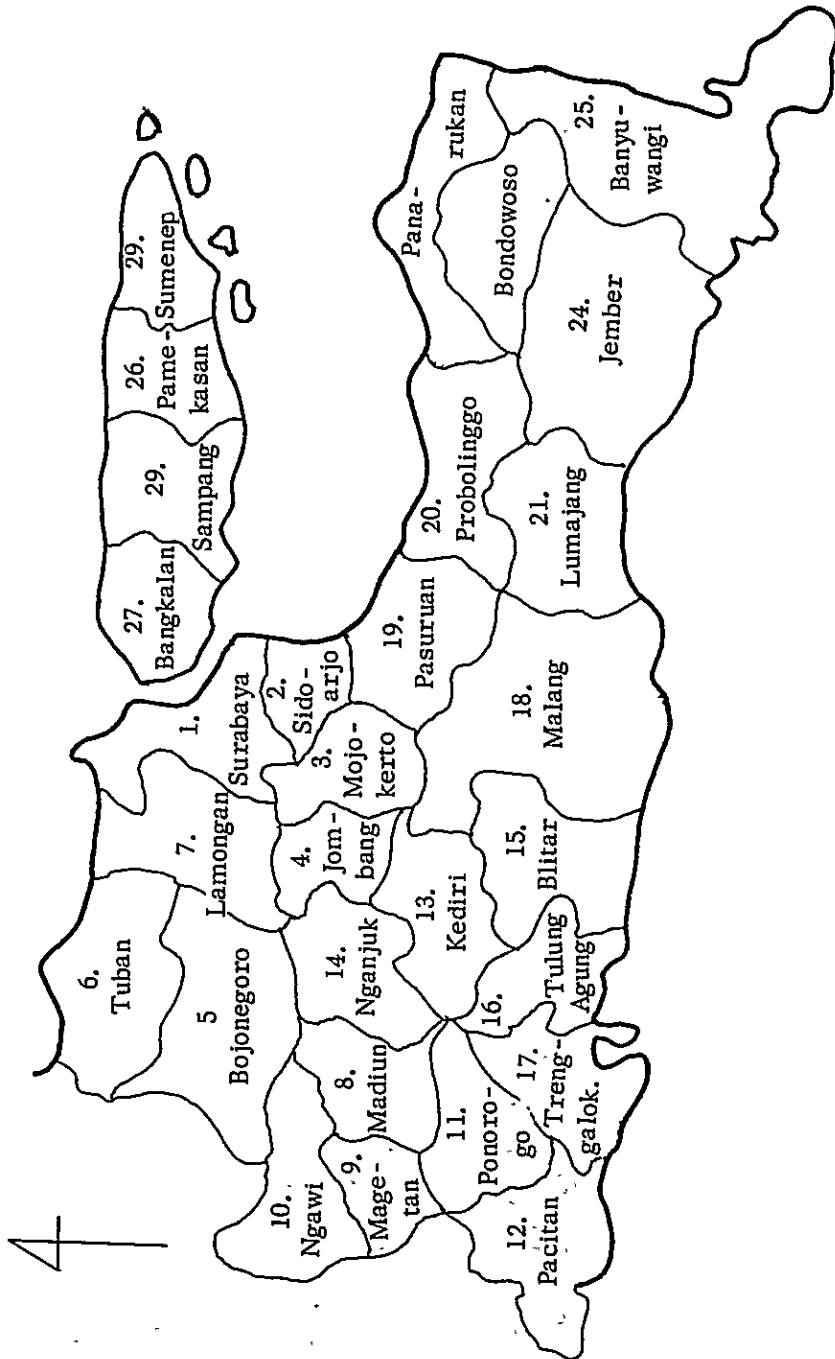 6.
Tuban
5
Bojonegoro
7.
Lamongan
1.
Surabaya
2.
Sido-
arjo
3.
Mojo-
kerto
4.
Jom-
bang
14.
Nganjuk
8.
Madiun
10.
Ngawi
9.
Mage-
tan
11.
Ponoro-
go
12.
Pacitan
17.
Treng-
galok.
16.
Tulung
Agung
13.
Kediri
15.
Blitar
18.
Malang
19.
Pasuruan
20.
Probolinggo
21.
Lumajang
Pana-
rukan
Bondowoso
24.
Jember
25.
Banyu-
wangi
27.
Bangkalan
29.
Sampang
26.
Pame-
kasan
29.
Sumenep